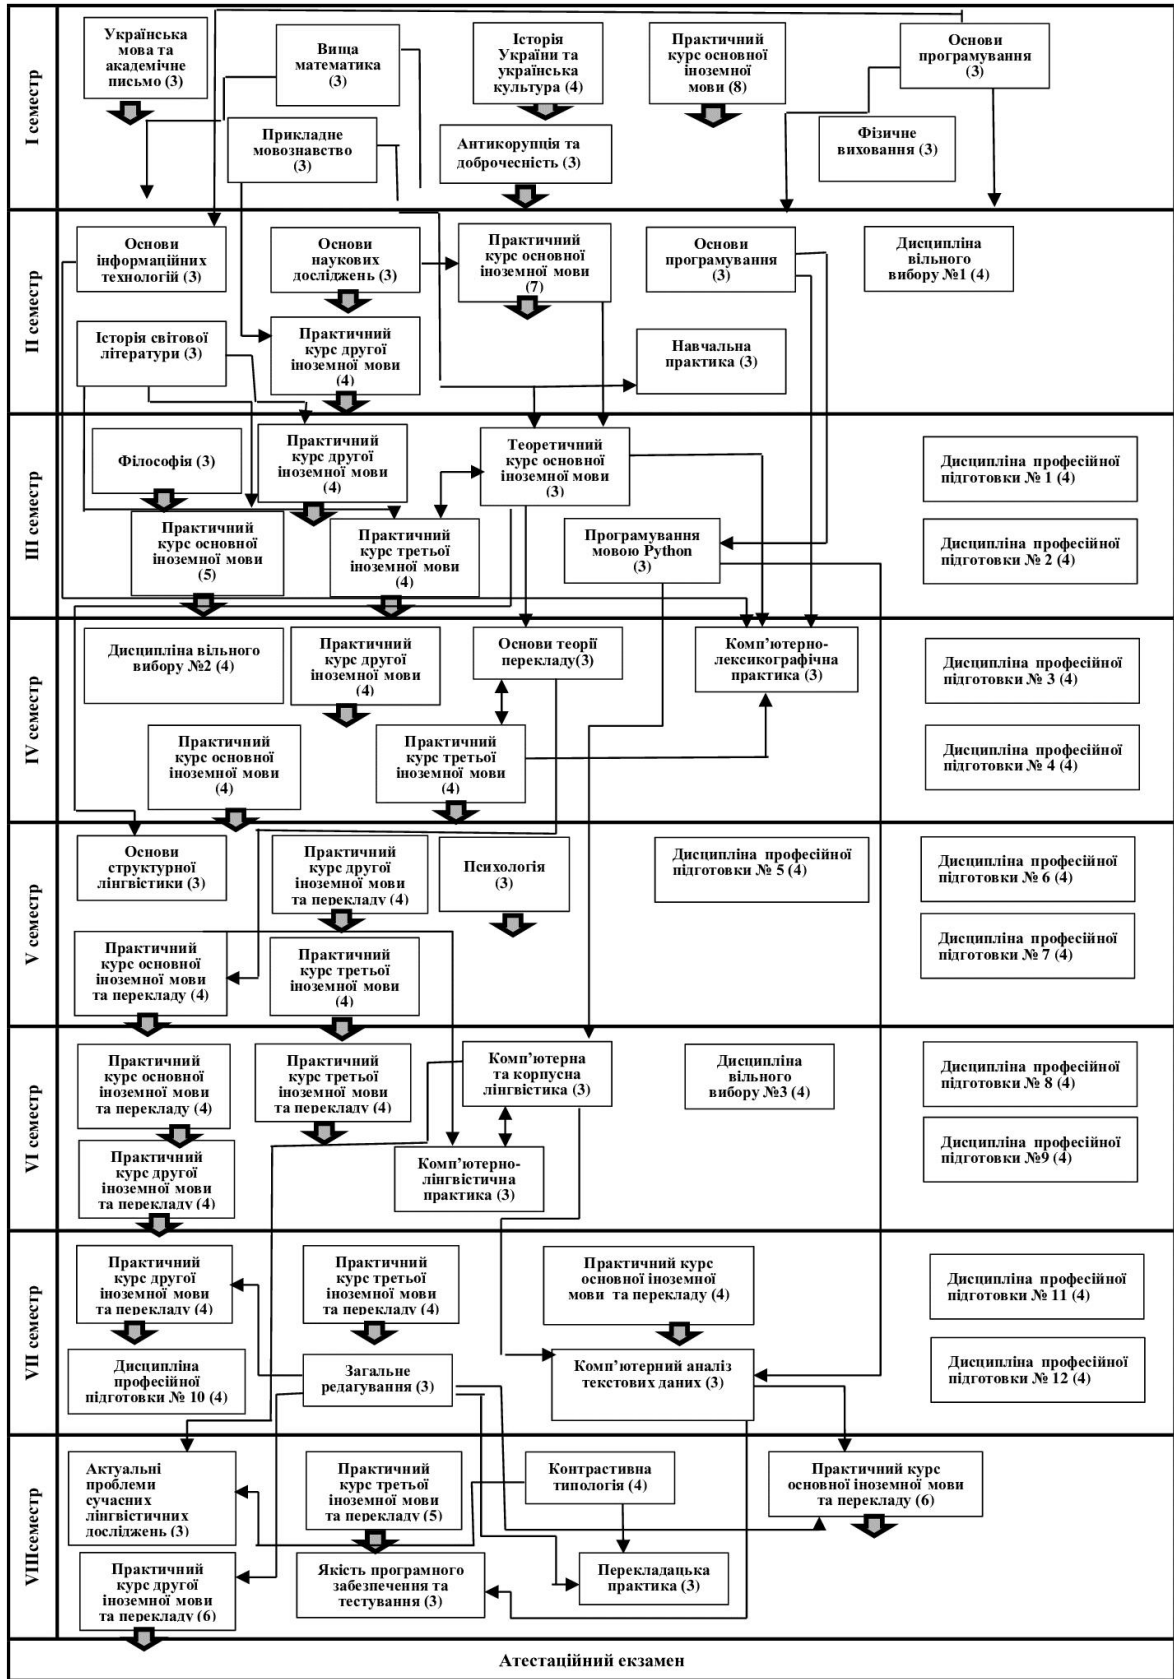 I семестр
Українська
мова та
академічне
письмо (3)
Вища
математика
(3)
Історія
України та
українська
культура (4)
Практичний
курс основної
іноземної
мови (8)
Основи
програмування
(3)
Прикладне
мовознавство
(3)
Антикорупція та
доброчесність (3)
Фізичне
виховання (3)
II семестр
Основи
інформаційних
технологій (3)
Основи
наукових
досліджень (3)
Практичний
курс основної
іноземної мови
(7)
Основи
програмування
(3)
Дисципліна
вільного
вибору №1 (4)
Історія світової
літератури (3)
Практичний
курс другої
іноземної мови
(4)
Навчальна
практика (3)
III семестр
Філософія (3)
Практичний
курс другої
іноземної мови
(4)
Теоретичний
курс основної
іноземної мови
(3)
Дисципліна професійної
підготовки № 1 (4)
Практичний
курс основної
іноземної мови
(5)
Практичний
курс третьої
іноземної мови
(4)
Програмування
мовою Python
(3)
Дисципліна професійної
підготовки № 2 (4)
IV семестр
Дисципліна вільного
вибору №2 (4)
Практичний
курс другої
іноземної мови
(4)
Основи теорії
перекладу(3)
Комп’ютерно-
лексикографічна
практика (3)
Дисципліна професійної
підготовки № 3 (4)
Практичний
курс основної
іноземної мови
(4)
Практичний
курс третьої
іноземної мови
(4)
Дисципліна професійної
підготовки № 4 (4)
V семестр
Основи
структурної
лінгвістики (3)
Практичний
курс другої
іноземної мови
та перекладу (4)
Психологія
(3)
Дисципліна професійної
підготовки № 5 (4)
Дисципліна професійної
підготовки № 6 (4)
Практичний
курс основної
іноземної мови
та перекладу (4)
Практичний
курс третьої
іноземної мови
(4)
Дисципліна професійної
підготовки № 7 (4)
VI семестр
Практичний
курс основної
іноземної мови
та перекладу (4)
Практичний
курс третьої
іноземної мови
та перекладу (4)
Комп’ютерна
та корпусна
лінгвістика (3)
Дисципліна
вільного
вибору №3 (4)
Дисципліна професійної
підготовки № 8 (4)
Практичний
курс другої
іноземної мови
та перекладу (4)
Комп’ютерно-
лінгвістична
практика (3)
Дисципліна професійної
підготовки №9 (4)
VII семестр
Практичний
курс другої
іноземної мови
та перекладу (4)
Практичний
курс третьої
іноземної мови
та перекладу (4)
Практичний курс
основної іноземної
мови та перекладу (4)
Дисципліна професійної
підготовки № 11 (4)
Дисципліна
професійної
підготовки № 10 (4)
Загальне
редагування (3)
Комп’ютерний аналіз
текстових даних (3)
Дисципліна професійної
підготовки № 12 (4)
VIIIсеместр
Актуальні
проблеми
сучасних
лінгвістичних
досліджень (3)
Практичний
курс третьої
іноземної мови
та перекладу (5)
Контрастивна
типологія (4)
Практичний курс
основної іноземної мови
та перекладу (6)
Практичний
курс другої
іноземної мови
та перекладу (6)
Якість програмного
забезпечення та
тестування (3)
Перекладацька
практика (3)
Атестаційний екзамен